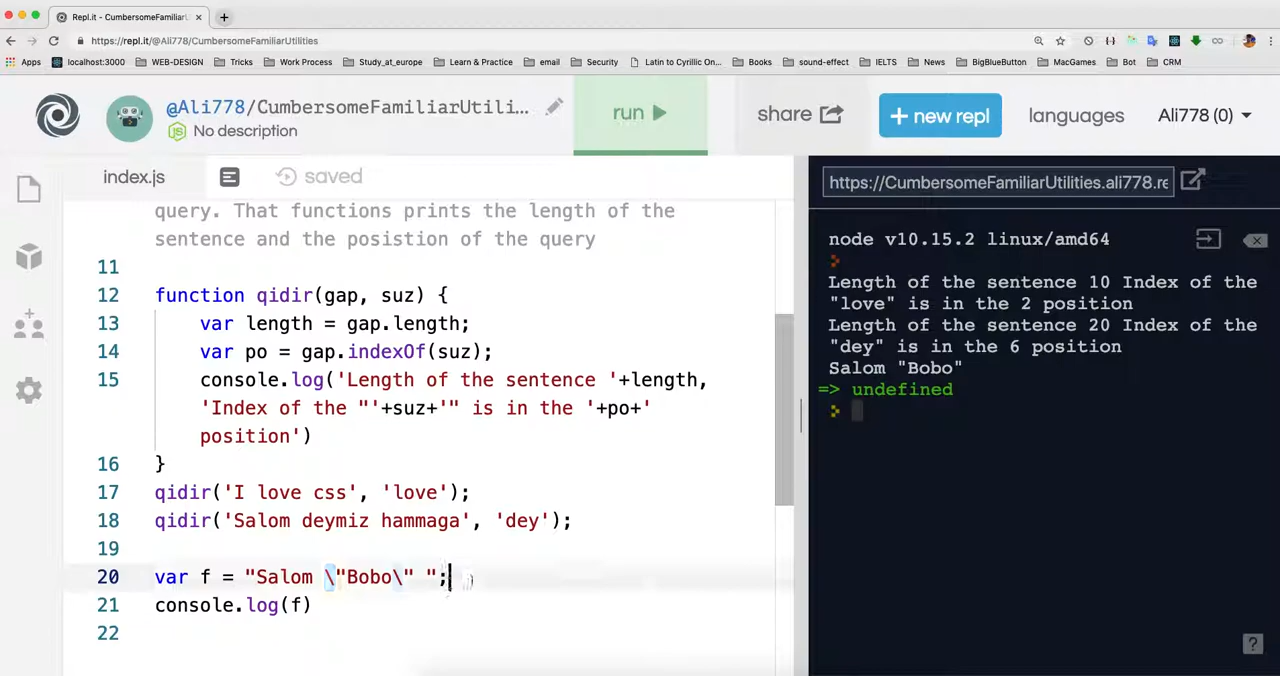 Repl.it - CumbersomeFamiliarU
https://repl.it/@Ali778/CumbersomeFamiliarUtilities
Apps localhost:3000 WEB-DESIGN Tricks Work Process Study_at_europe Learn & Practice email Security Latin to Cyrillic On... Books sound-effect IELTS News BigBlueButton MacGames Bot CRM
@Ali778/CumbersomeFamiliarUtili...
No description
run
share
+ new repl
languages
Ali778 (0)
index.js
saved
query. That functions prints the length of the
sentence and the posistion of the query
11
12 function qidir(gap, suz) {
13 var length = gap.length;
14 var po = gap.indexOf(suz);
15 console.log('Length of the sentence '+length,
'Index of the "'+suz+'" is in the '+po+'
position')
16 }
17 qidir('I love css', 'love');
18 qidir('Salom deymiz hammaga', 'dey');
19
20 var f = "Salom \"Bobo\" ";
21 console.log(f)
22
https://CumbersomeFamiliarUtilities.ali778.re
node v10.15.2 linux/amd64
Length of the sentence 10 Index of the
"love" is in the 2 position
Length of the sentence 20 Index of the
"dey" is in the 6 position
Salom "Bobo"
=> undefined
?